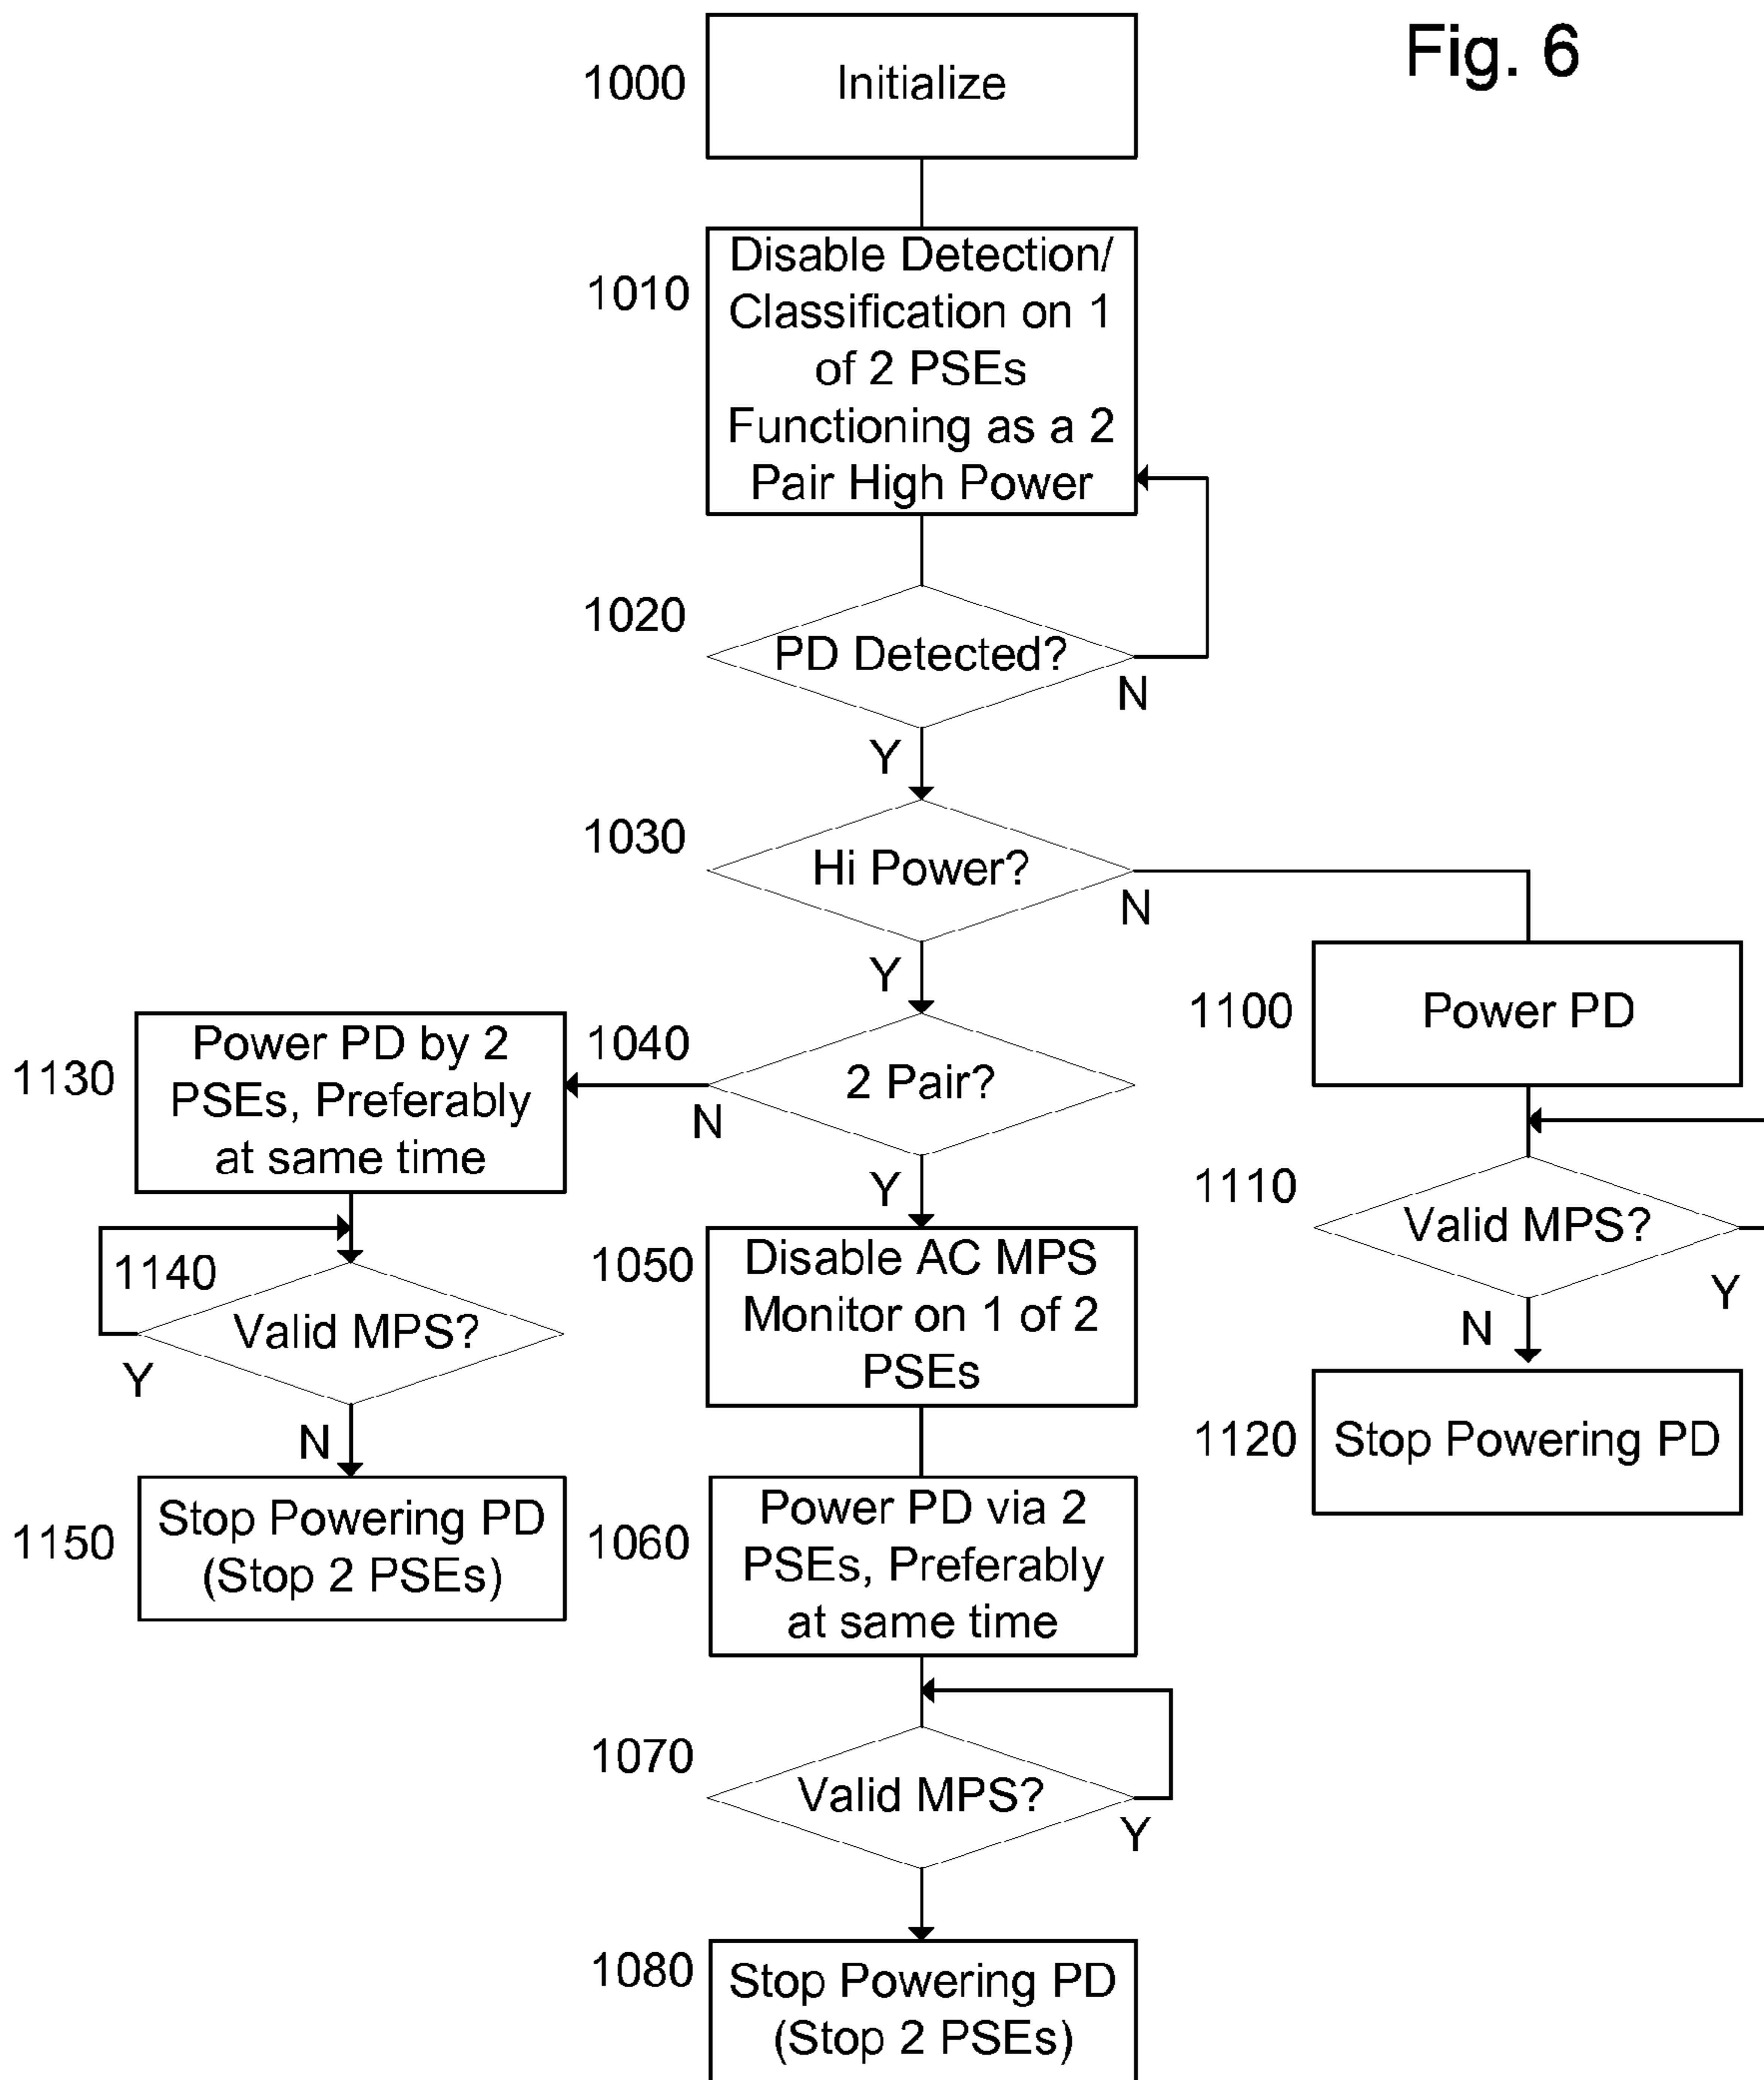 Fig. 6
1000
Initialize
1010
Disable Detection/
Classification on 1
of 2 PSEs
Functioning as a 2
Pair High Power
1020
PD Detected?
N
Y
1030
Hi Power?
N
Y
1040
2 Pair?
N
Y
1130
Power PD by 2
PSEs, Preferably
at same time
1140
Valid MPS?
Y
N
1150
Stop Powering PD
(Stop 2 PSEs)
1050
Disable AC MPS
Monitor on 1 of 2
PSEs
1060
Power PD via 2
PSEs, Preferably
at same time
1070
Valid MPS?
Y
1080
Stop Powering PD
(Stop 2 PSEs)
1100
Power PD
1110
Valid MPS?
Y
N
1120
Stop Powering PD